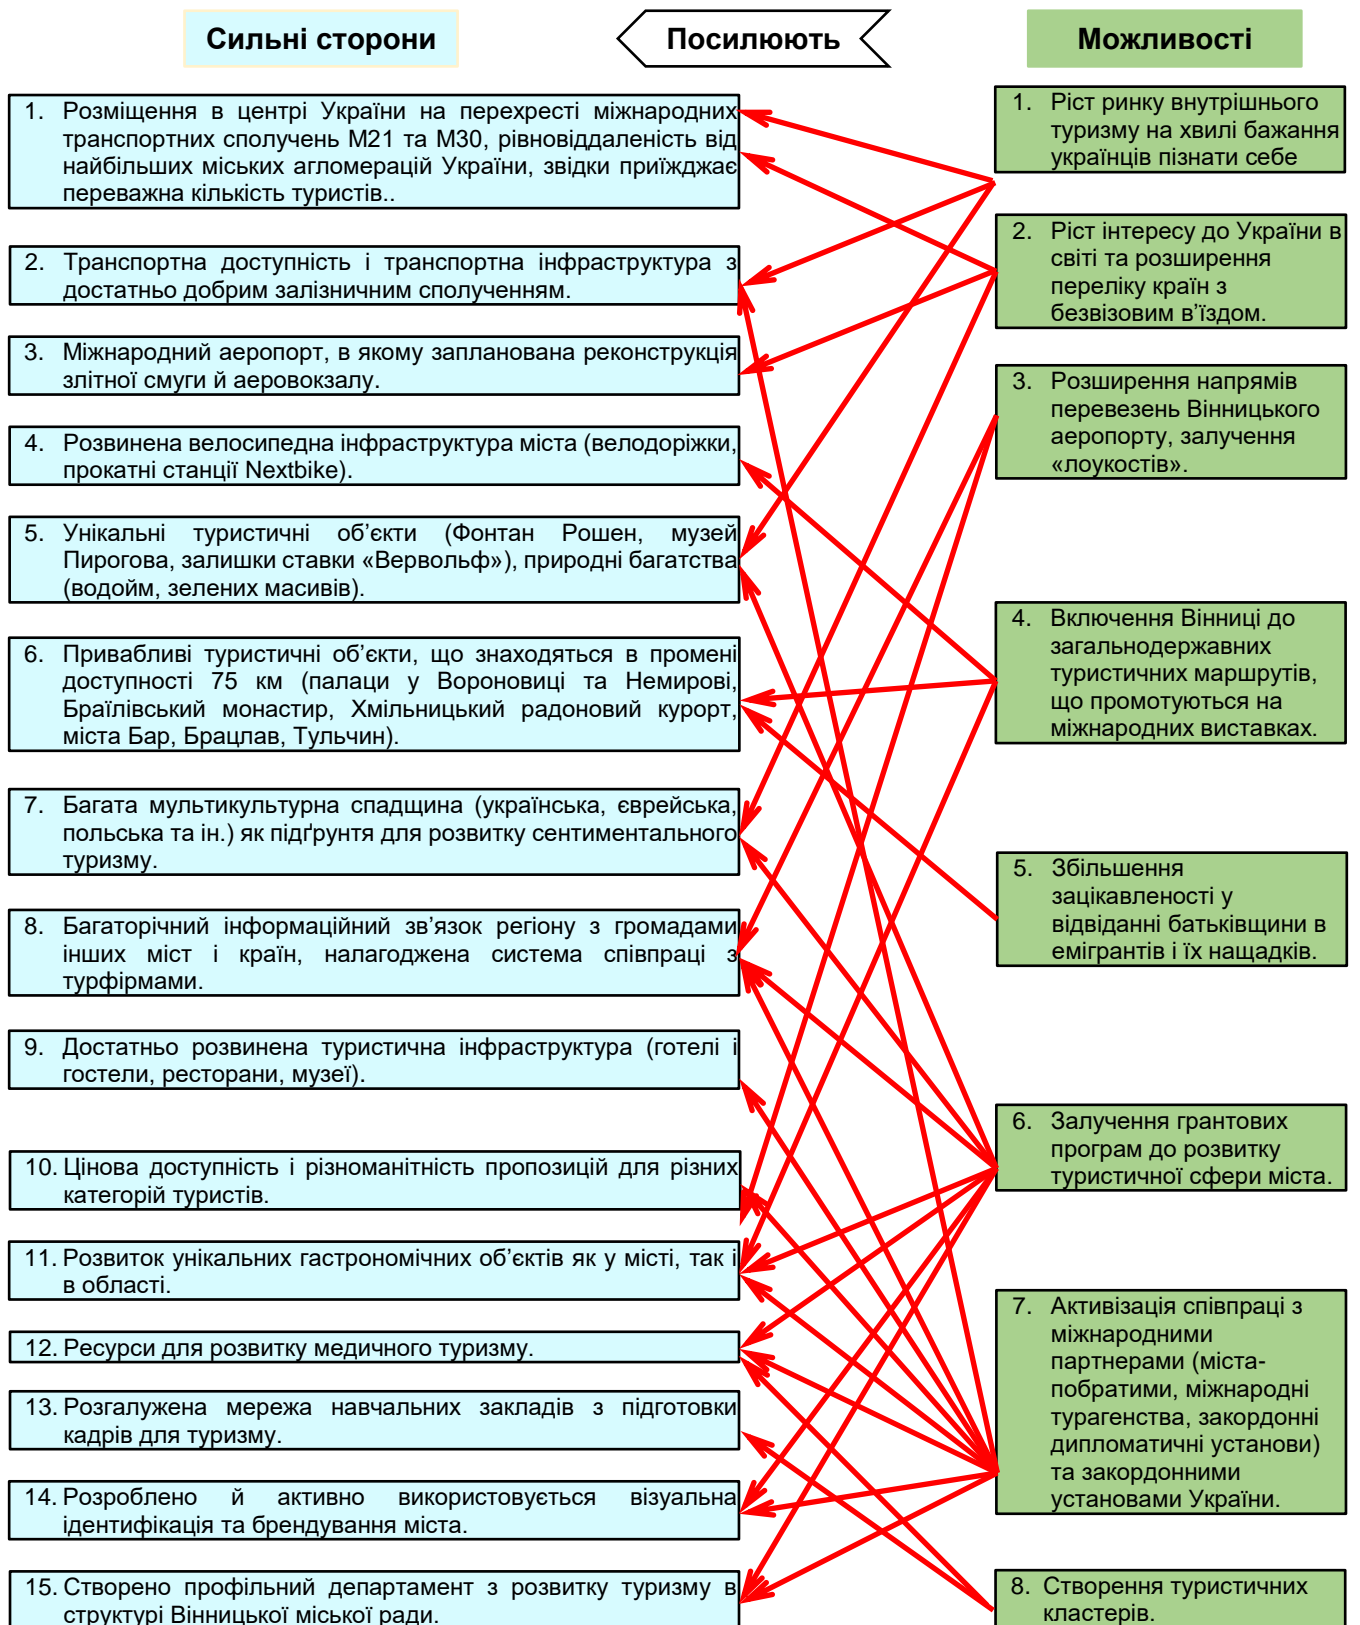 Сильні сторони
Посилюють
Можливості
1. Розміщення в центрі України на перехресті міжнародних
транспортних сполучень М21 та М30, рівновіддаленість від
найбільших міських агломерацій України, звідки приїжджає
переважна кількість туристів..
2. Транспортна доступність і транспортна інфраструктура з
достатньо добрим залізничним сполученням.
3. Міжнародний аеропорт, в якому запланована реконструкція
злітної смуги й аеровокзалу.
4. Розвинена велосипедна інфраструктура міста (велодоріжки,
прокатні станції Nextbike).
5. Унікальні туристичні об’єкти (Фонтан Рошен, музей
Пирогова, залишки ставки «Вервольф»), природні багатства
(водойм, зелених масивів).
6. Привабливі туристичні об’єкти, що знаходяться в промені
доступності 75 км (палаци у Вороновиці та Немирові,
Браїлівський монастир, Хмільницький радоновий курорт,
міста Бар, Брацлав, Тульчин).
7. Багата мультикультурна спадщина (українська, єврейська,
польська та ін.) як підґрунтя для розвитку сентиментального
туризму.
8. Багаторічний інформаційний зв’язок регіону з громадами
інших міст і країн, налагоджена система співпраці з
турфірмами.
9. Достатньо розвинена туристична інфраструктура (готелі і
гостели, ресторани, музеї).
10. Цінова доступність і різноманітність пропозицій для різних
категорій туристів.
11. Розвиток унікальних гастрономічних об’єктів як у місті, так і
в області.
12. Ресурси для розвитку медичного туризму.
13. Розгалужена мережа навчальних закладів з підготовки
кадрів для туризму.
14. Розроблено й активно використовується візуальна
ідентифікація та брендування міста.
15. Створено профільний департамент з розвитку туризму в
структурі Вінницької міської ради.
1. Ріст ринку внутрішнього
туризму на хвилі бажання
українців пізнати себе
2. Ріст інтересу до України в
світі та розширення
переліку країн з
безвізовим в’їздом.
3. Розширення напрямів
перевезень Вінницького
аеропорту, залучення
«лоукостів».
4. Включення Вінниці до
загальнодержавних
туристичних маршрутів,
що промотуються на
міжнародних виставках.
5. Збільшення
зацікавленості у
відвіданні батьківщини в
емігрантів і їх нащадків.
6. Залучення грантових
програм до розвитку
туристичної сфери міста.
7. Активізація співпраці з
міжнародними
партнерами (міста-
побратими, міжнародні
турагенства, закордонні
дипломатичні установи)
та закордонними
установами України.
8. Створення туристичних
кластерів.